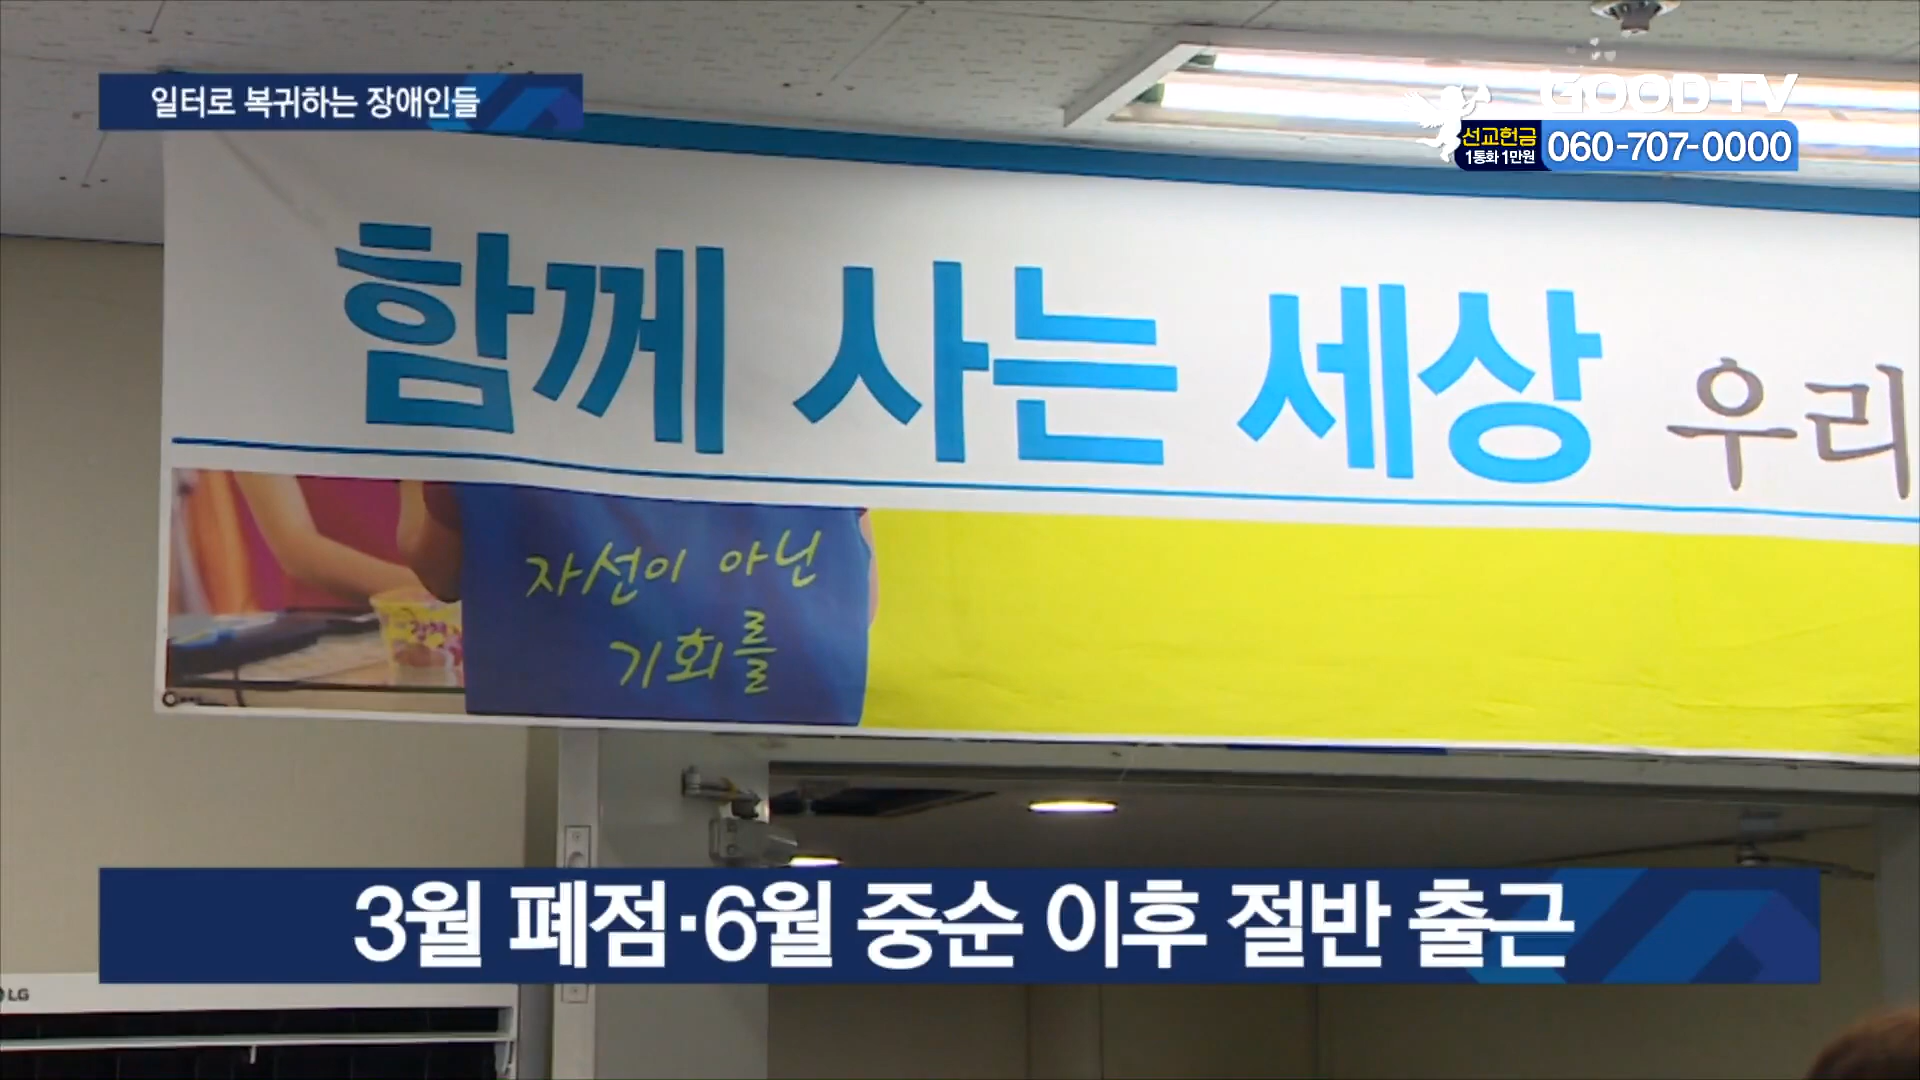 일터로 복귀하는 장애인들
GOODTV
선교헌금
1통화 1만원
060-707-0000
함께 사는 세상 우리
자선이 아닌
기회를
3월 폐점·6월 중순 이후 절반 출근
LG